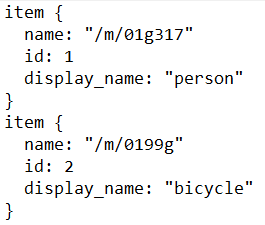 item {
  name: "/m/01g317"
  id: 1
  display_name: "person"
}
item {
  name: "/m/0199g"
  id: 2
  display_name: "bicycle"
}